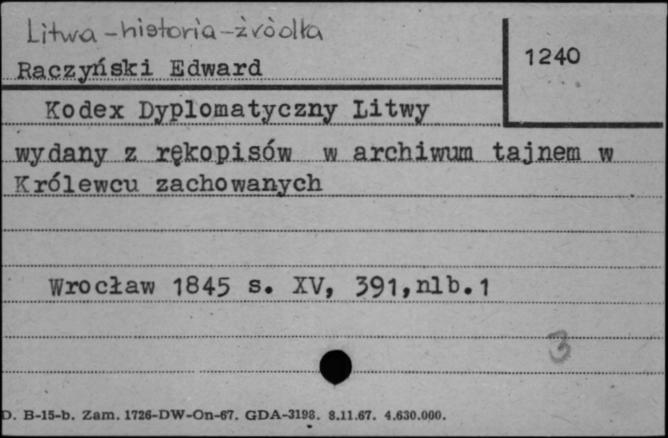 Litwa-historia-źródła
1240
Raczyński Edward
Kodex Dyplomatyczny Litwy
wydany z rękopisów w archiwum tajnem w
Królewcu zachowanych
Wrocław 1845 s. XV, 391,nlb.1
3
D. B-15-b. Zam. 1726-DW-On-67. GDA-3198. 8.11.67. 4.630.000.